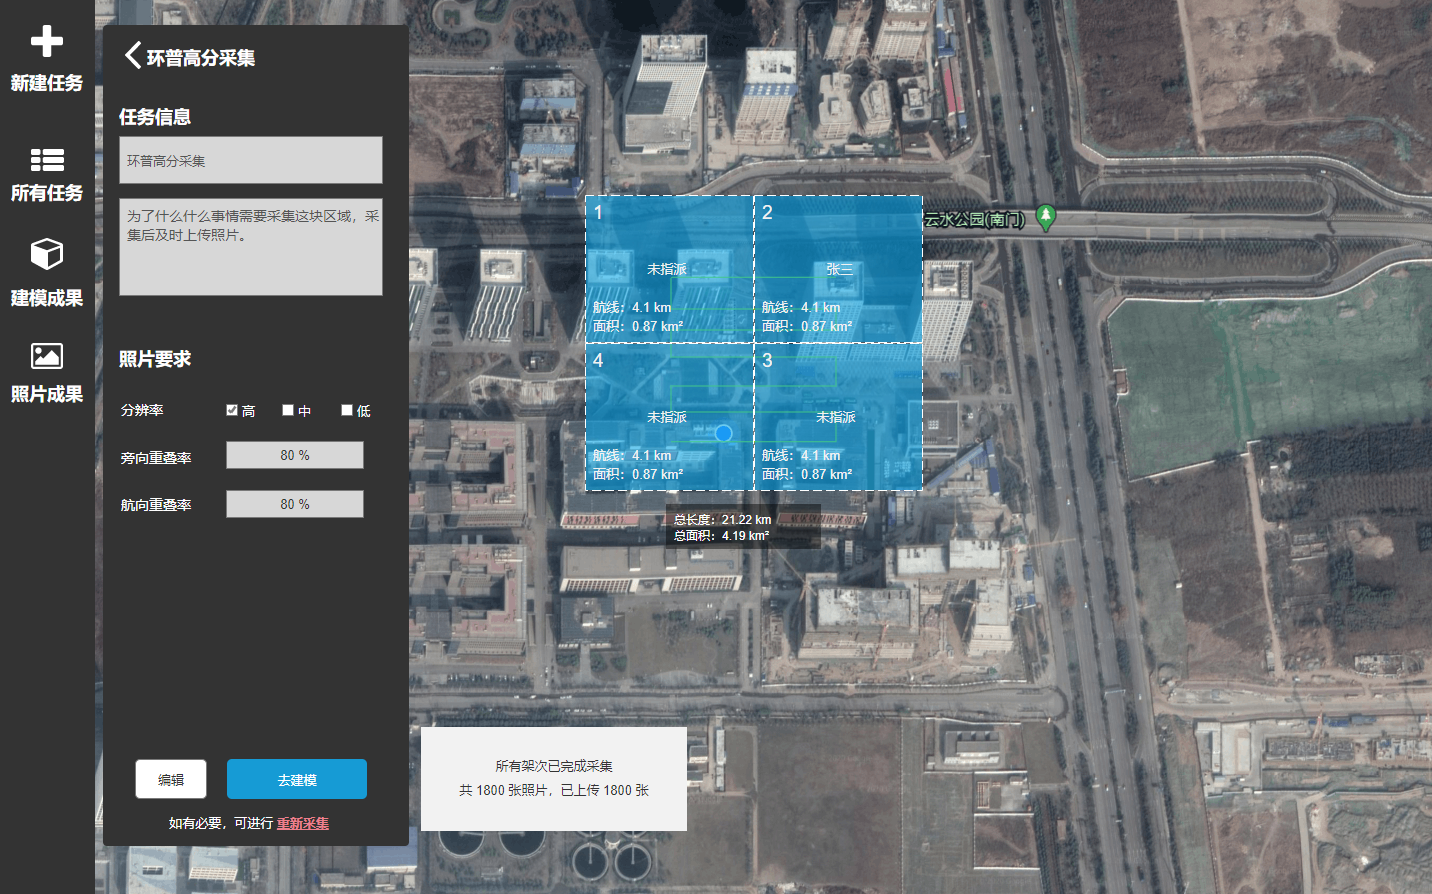 新建任务
所有任务
建模成果
照片成果
环普高分采集
任务信息
环普高分采集
为了什么什么事情需要采集这块区域，采
集后及时上传照片。
照片要求
分辨率 高 中 低
旁向重叠率 80 %
航向重叠率 80 %
编辑 去建模
如有必要，可进行 重新采集
1
未指派
航线：4.1 km
面积：0.87 km²
2
张三
航线：4.1 km
面积：0.87 km²
4
未指派
航线：4.1 km
面积：0.87 km²
3
未指派
航线：4.1 km
面积：0.87 km²
云水公园(南门)
总长度：21.22 km
总面积：4.19 km²
所有架次已完成采集
共 1800 张照片，已上传 1800 张